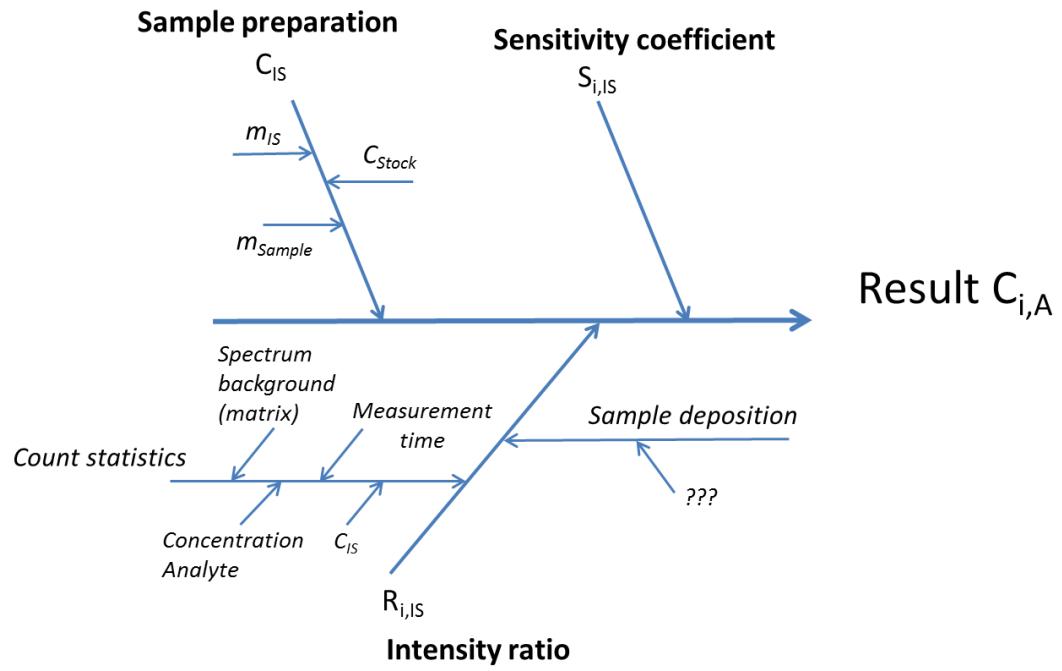 Sample preparation
C_IS
m_IS
C_Stock
m_Sample
Sensitivity coefficient
S_i,IS
Result C_i,A
Spectrum
background
(matrix)
Measurement
time
Count statistics
Concentration
Analyte
C_IS
Sample deposition
???
R_i,IS
Intensity ratio